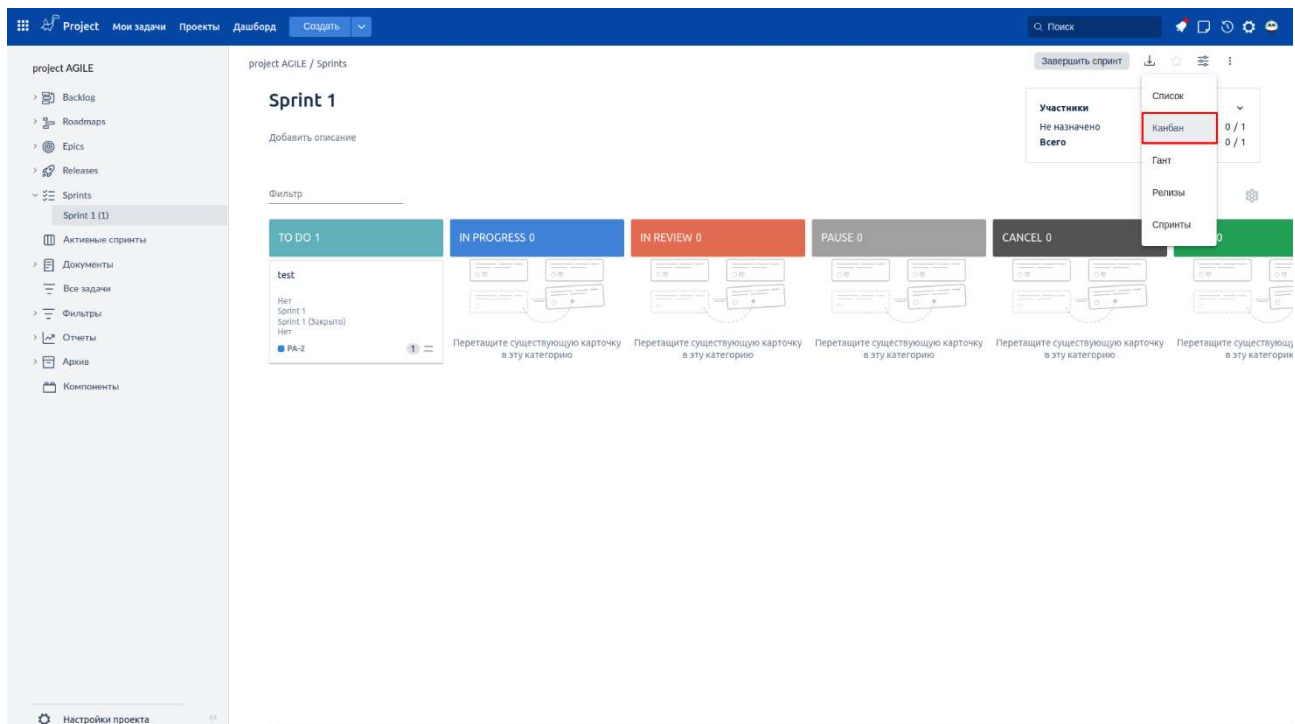 Project Мои задачи Проекты Дашборд Создать Поиск
project AGILE
Backlog
Roadmaps
Epics
Releases
Sprints
Sprint 1 (1)
Активные спринты
Документы
Все задачи
Фильтры
Отчеты
Архив
Компоненты
Настройки проекта
project AGILE / Sprints
Завершить спринт
Sprint 1
Добавить описание
Участники
Не назначено 0 / 1
Всего 0 / 1
Список
Канбан
Гант
Релизы
Спринты
Фильтр
TO DO 1
IN PROGRESS 0
IN REVIEW 0
PAUSE 0
CANCEL 0
0
test
Нет
Sprint 1
Sprint 1 (Закрыто)
Нет
PA-2 1
Перетащите существующую карточку
в эту категорию
Перетащите существующую карточку
в эту категорию
Перетащите существующую карточку
в эту категорию
Перетащите существующую карточку
в эту категорию
Перетащите существующу
в эту категори